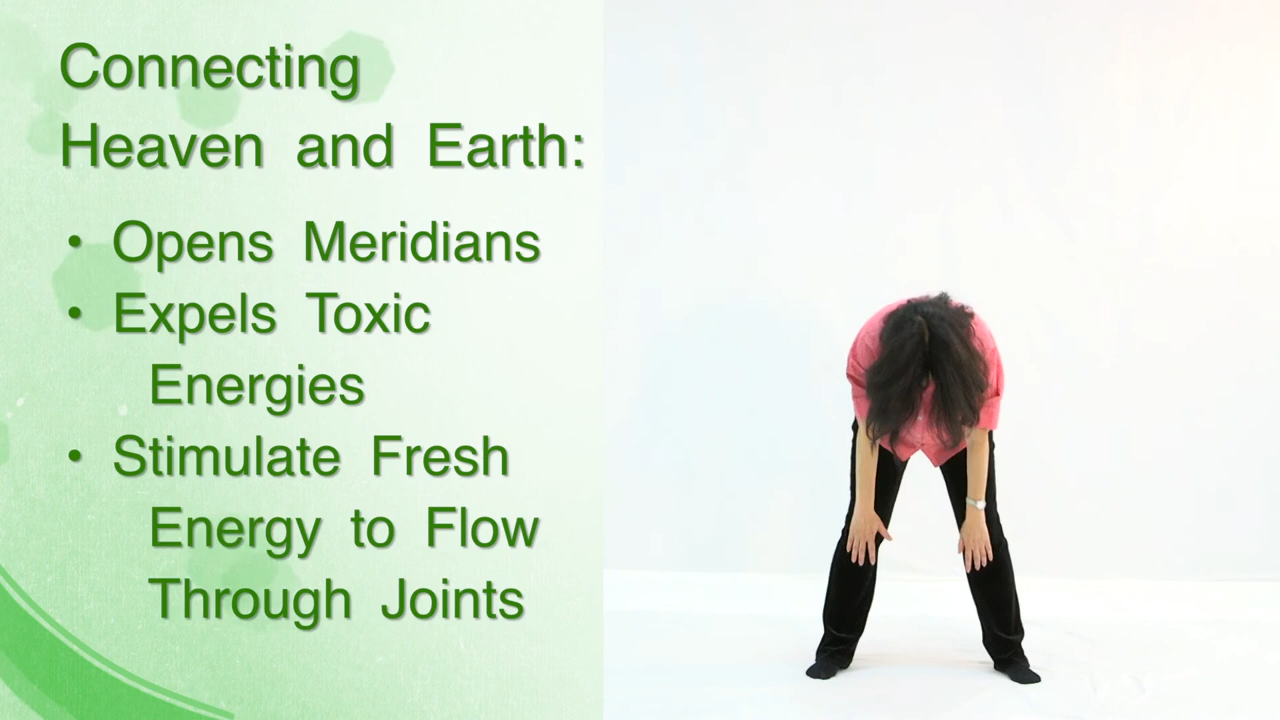 Connecting
Heaven and Earth:
• Opens Meridians
• Expels Toxic
Energies
• Stimulate Fresh
Energy to Flow
Through Joints